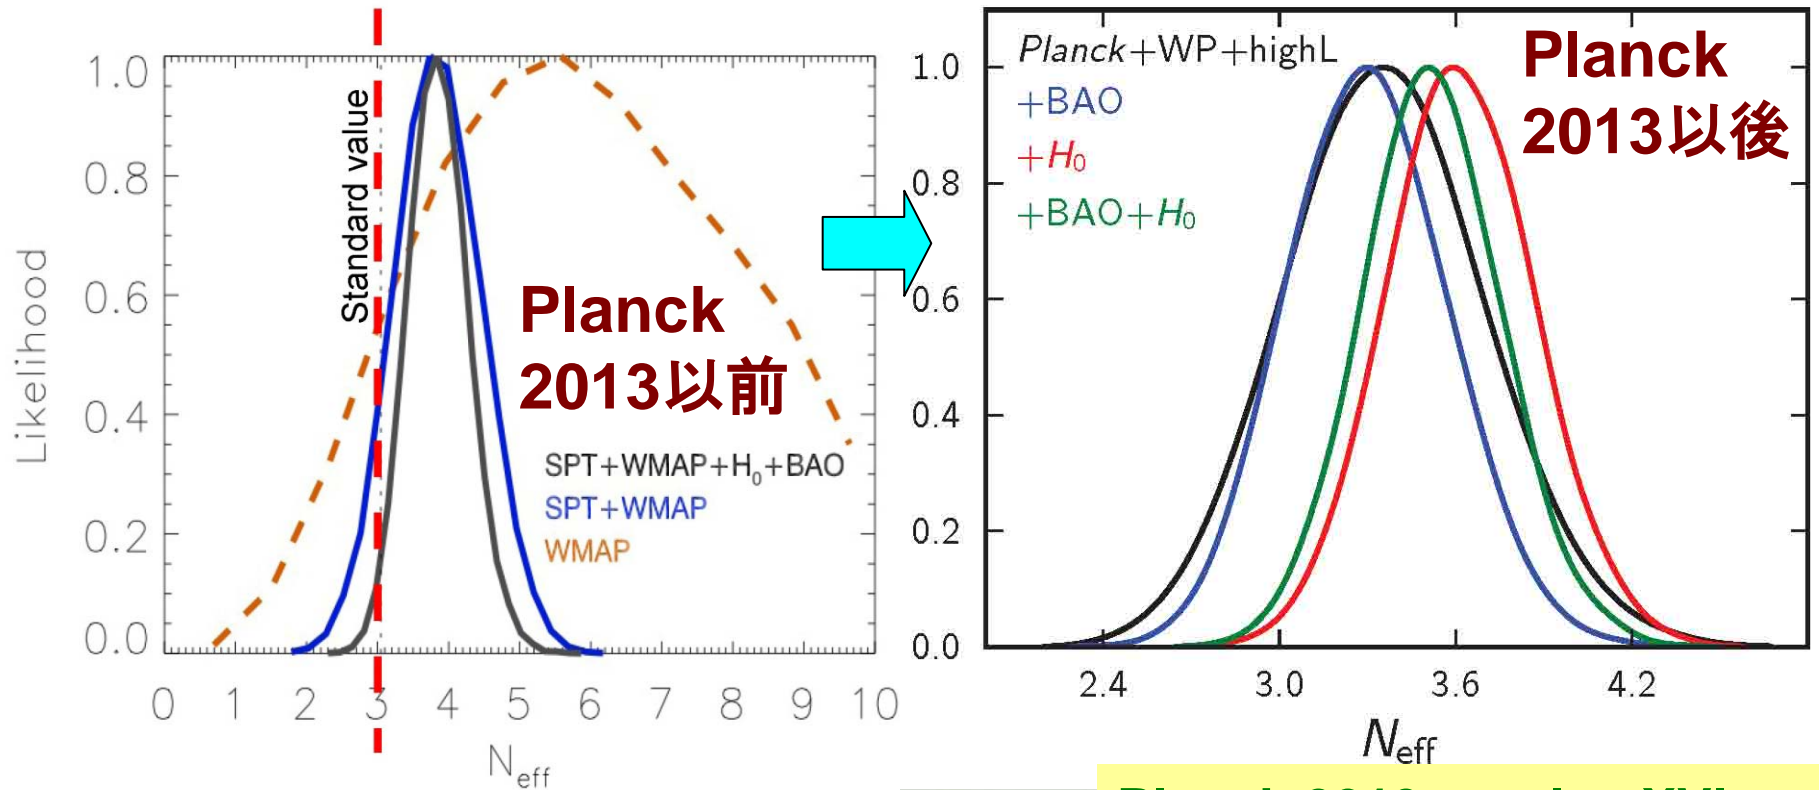 1.0
0.8
0.6
0.4
0.2
0.0
Likelihood
Standard value
Planck
2013以前
SPT+WMAP+H₀+BAO
SPT+WMAP
WMAP
0 1 2 3 4 5 6 7 8 9 10
Neff
1.0
0.8
0.6
0.4
0.2
0.0
Planck+WP+highL
+BAO
+H₀
+BAO+H₀
Planck
2013以後
2.4 3.0 3.6 4.2
Neff